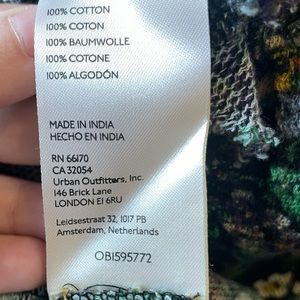 100% COTTON
100% COTON
100% BAUMWOLLE
100% COTONE
100% ALGODÓN
MADE IN INDIA
HECHO EN INDIA
RN 66170
CA 32054
Urban Outfitters, Inc.
146 Brick Lane
LONDON E1 6RU
Leidsestraat 32, 1017 PB
Amsterdam, Netherlands
OB1595772